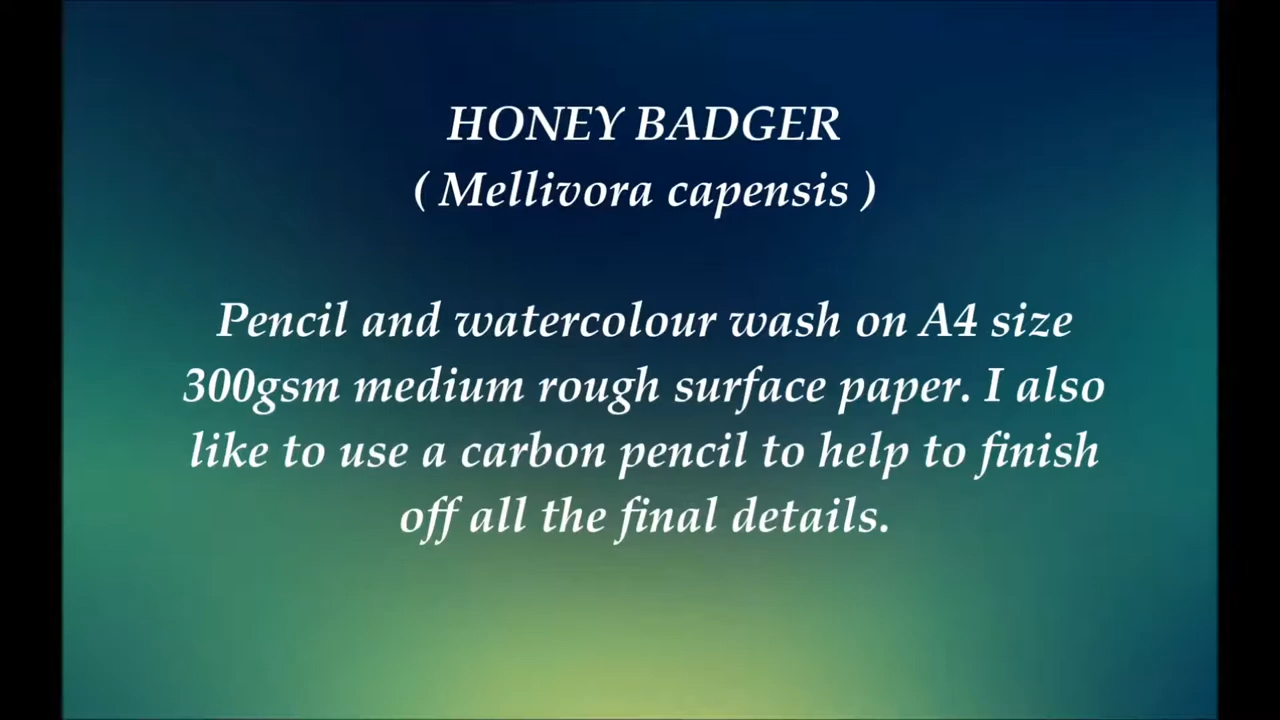 HONEY BADGER
( Mellivora capensis )
Pencil and watercolour wash on A4 size
300gsm medium rough surface paper. I also
like to use a carbon pencil to help to finish
off all the final details.